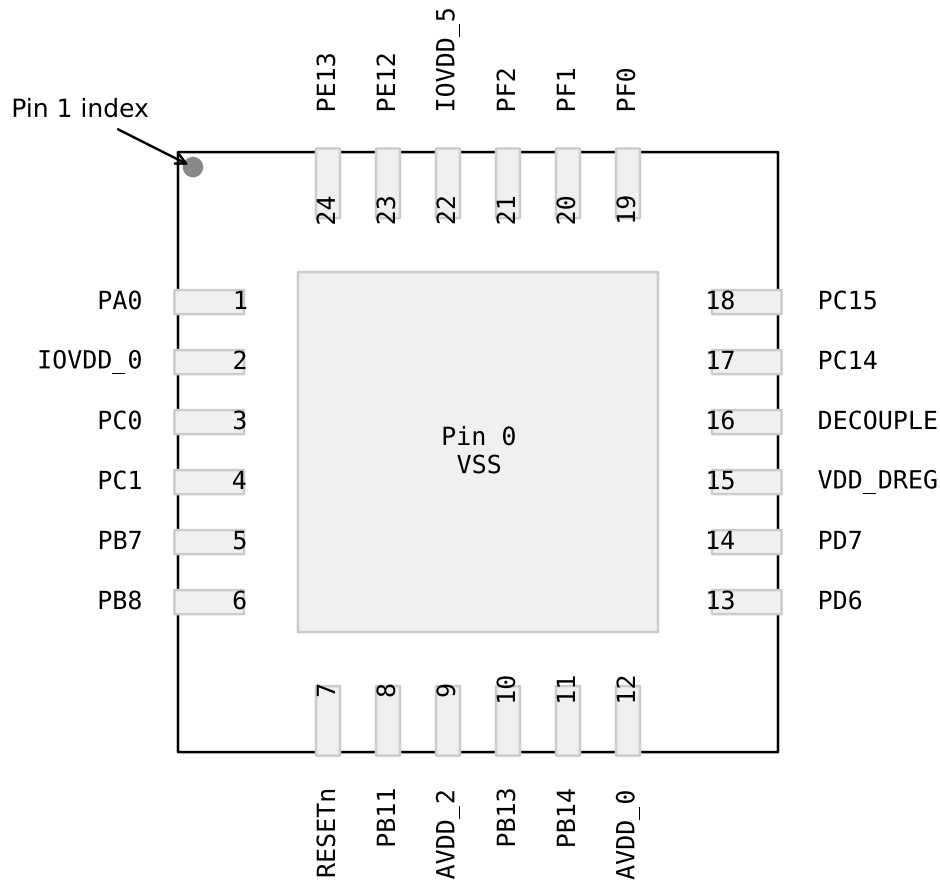 PE13
PE12
IOVDD_5
PF2
PF1
PF0
Pin 1 index
24
23
22
21
20
19
PA0 1
18 PC15
IOVDD_0 2
17 PC14
PC0 3
16 DECOUPLE
Pin 0
VSS
PC1 4
15 VDD_DREG
PB7 5
14 PD7
PB8 6
13 PD6
7
8
9
10
11
12
RESETn
PB11
AVDD_2
PB13
PB14
AVDD_0